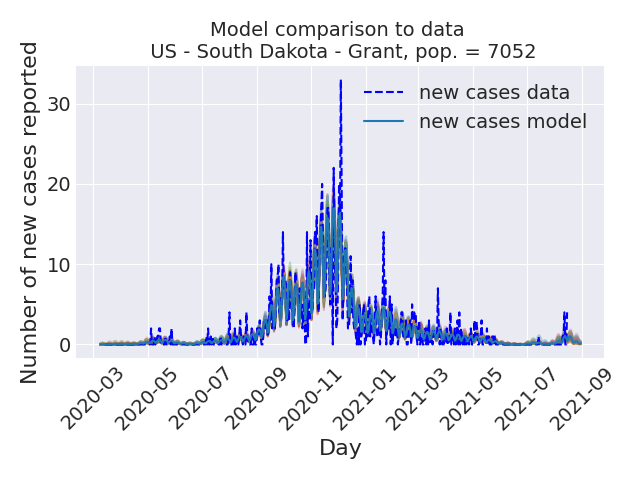 Model comparison to data
US - South Dakota - Grant, pop. = 7052
Number of new cases reported
30
20
10
0
new cases data
new cases model
2020-03
2020-05
2020-07
2020-09
2020-11
2021-01
2021-03
2021-05
2021-07
2021-09
Day